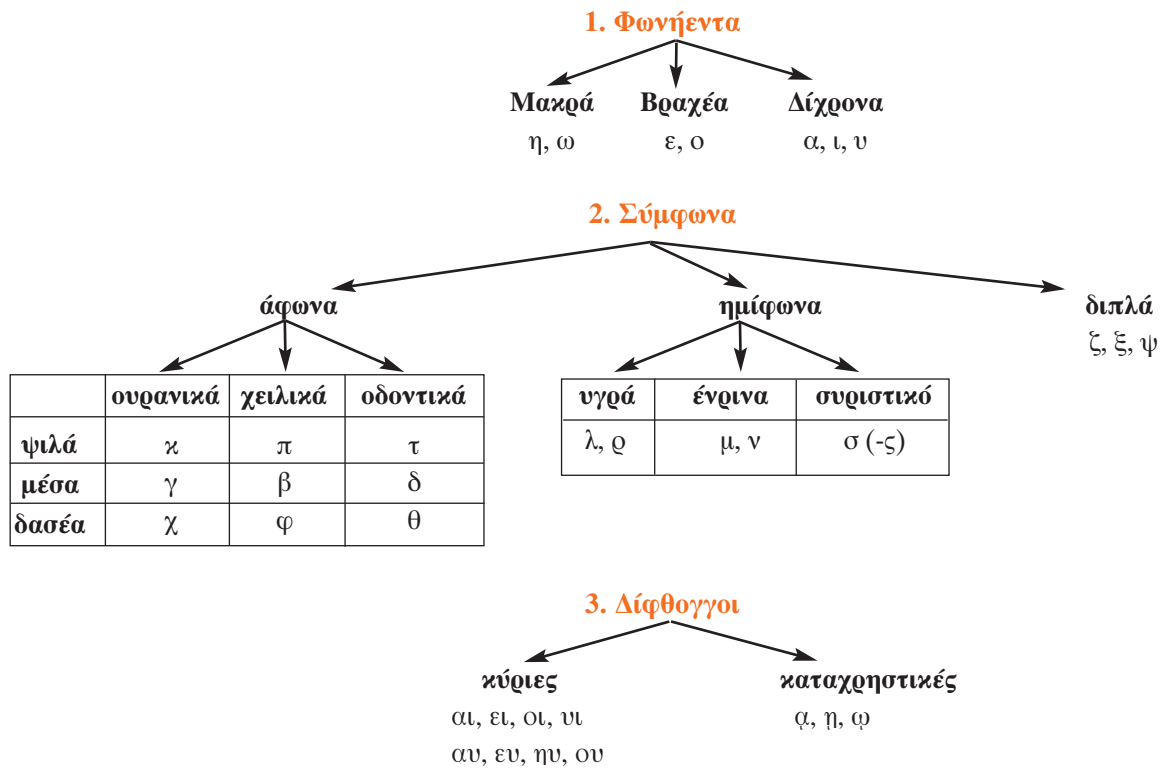 1. Φωνήεντα
Μακρά Βραχέα Δίχρονα
η, ω ε, ο α, ι, υ
2. Σύμφωνα
άφωνα ημίφωνα διπλά
ζ, ξ, ψ
ουρανικά χειλικά οδοντικά
ψιλά κ π τ
μέσα γ β δ
δασέα χ φ θ
υγρά ένρινα συριστικό
λ, ρ μ, ν σ (-ς)
3. Δίφθογγοι
κύριες καταχρηστικές
αι, ει, οι, υι ᾳ, ῃ, ῳ
αυ, ευ, ηυ, ου